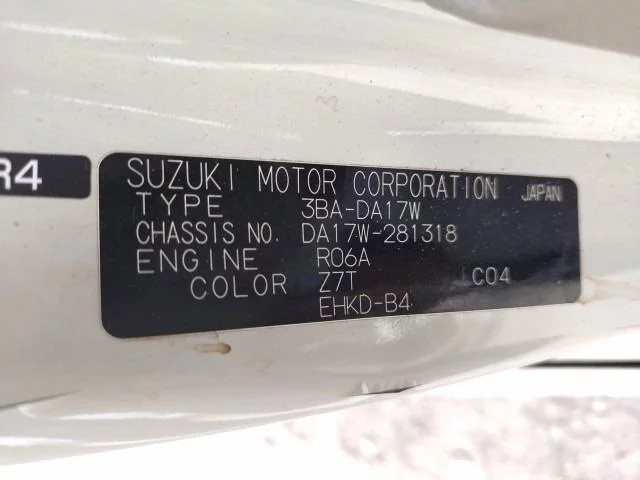 R4
SUZUKI MOTOR CORPORATION JAPAN
TYPE 3BA-DA17W
CHASSIS NO. DA17W-281318
ENGINE R06A
COLOR Z7T C04
EHKD-B4